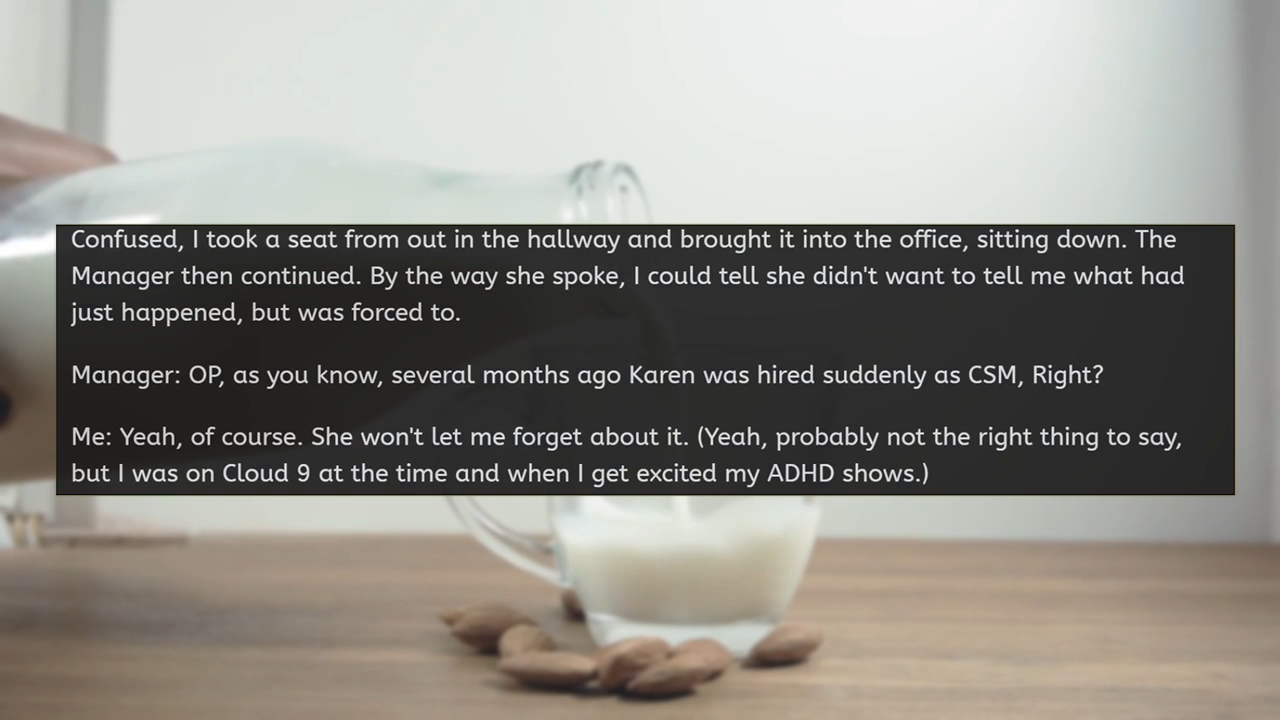 Confused, I took a seat from out in the hallway and brought it into the office, sitting down. The
Manager then continued. By the way she spoke, I could tell she didn't want to tell me what had
just happened, but was forced to.
Manager: OP, as you know, several months ago Karen was hired suddenly as CSM, Right?
Me: Yeah, of course. She won't let me forget about it. (Yeah, probably not the right thing to say,
but I was on Cloud 9 at the time and when I get excited my ADHD shows.)